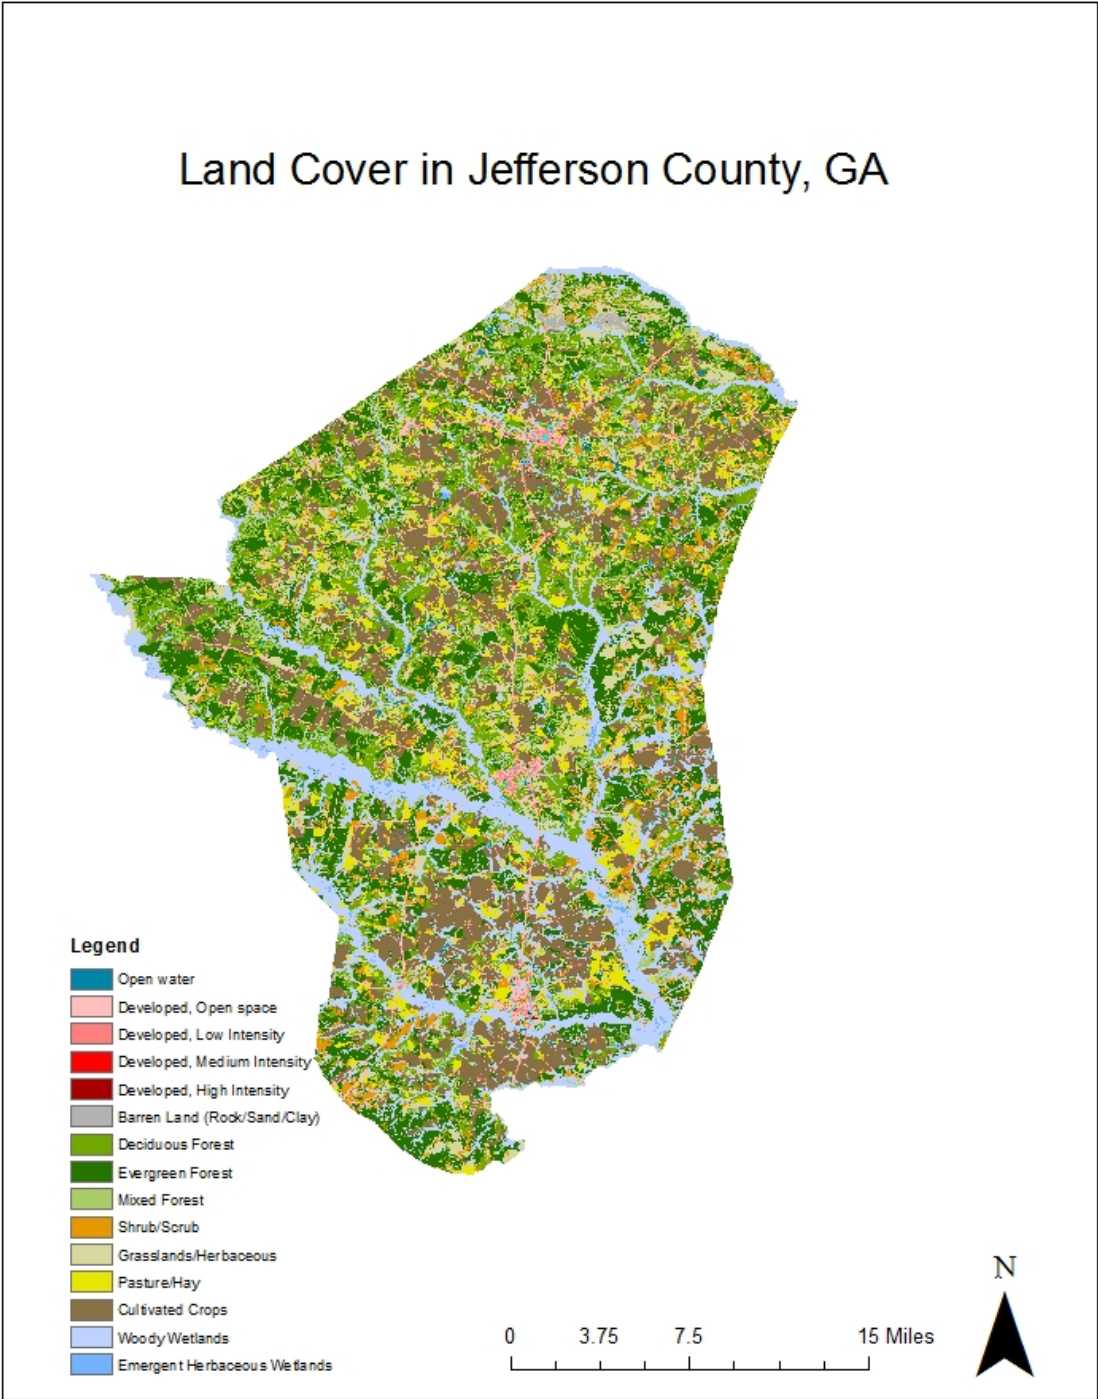 Land Cover in Jefferson County, GA
Legend
Open water
Developed, Open space
Developed, Low Intensity
Developed, Medium Intensity
Developed, High Intensity
Barren Land (Rock/Sand/Clay)
Deciduous Forest
Evergreen Forest
Mixed Forest
Shrub/Scrub
Grasslands/Herbaceous
Pasture/Hay
Cultivated Crops
Woody Wetlands
Emergent Herbaceous Wetlands
0 3.75 7.5 15 Miles
N